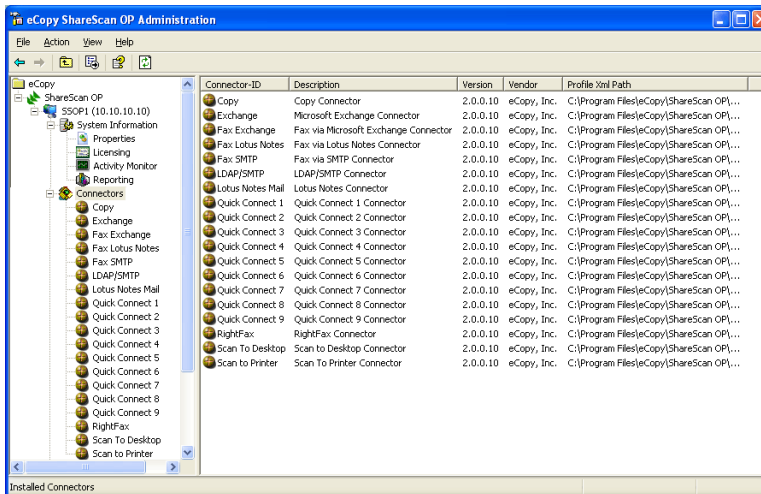 eCopy ShareScan OP Administration
File Action View Help
eCopy
ShareScan OP
SSOP1 (10.10.10.10)
System Information
Properties
Licensing
Activity Monitor
Reporting
Connectors
Copy
Exchange
Fax Exchange
Fax Lotus Notes
Fax SMTP
LDAP/SMTP
Lotus Notes Mail
Quick Connect 1
Quick Connect 2
Quick Connect 3
Quick Connect 4
Quick Connect 5
Quick Connect 6
Quick Connect 7
Quick Connect 8
Quick Connect 9
RightFax
Scan To Desktop
Scan to Printer
Connector-ID Description Version Vendor Profile Xml Path
Copy Copy Connector 2.0.0.10 eCopy, Inc. C:\Program Files\eCopy\ShareScan OP\...
Exchange Microsoft Exchange Connector 2.0.0.10 eCopy, Inc. C:\Program Files\eCopy\ShareScan OP\...
Fax Exchange Fax via Microsoft Exchange Connector 2.0.0.10 eCopy, Inc. C:\Program Files\eCopy\ShareScan OP\...
Fax Lotus Notes Fax via Lotus Notes Connector 2.0.0.10 eCopy, Inc. C:\Program Files\eCopy\ShareScan OP\...
Fax SMTP Fax via SMTP Connector 2.0.0.10 eCopy, Inc. C:\Program Files\eCopy\ShareScan OP\...
LDAP/SMTP LDAP/SMTP Connector 2.0.0.10 eCopy, Inc. C:\Program Files\eCopy\ShareScan OP\...
Lotus Notes Mail Lotus Notes Connector 2.0.0.10 eCopy, Inc. C:\Program Files\eCopy\ShareScan OP\...
Quick Connect 1 Quick Connect 1 Connector 2.0.0.10 eCopy, Inc. C:\Program Files\eCopy\ShareScan OP\...
Quick Connect 2 Quick Connect 2 Connector 2.0.0.10 eCopy, Inc. C:\Program Files\eCopy\ShareScan OP\...
Quick Connect 3 Quick Connect 3 Connector 2.0.0.10 eCopy, Inc. C:\Program Files\eCopy\ShareScan OP\...
Quick Connect 4 Quick Connect 4 Connector 2.0.0.10 eCopy, Inc. C:\Program Files\eCopy\ShareScan OP\...
Quick Connect 5 Quick Connect 5 Connector 2.0.0.10 eCopy, Inc. C:\Program Files\eCopy\ShareScan OP\...
Quick Connect 6 Quick Connect 6 Connector 2.0.0.10 eCopy, Inc. C:\Program Files\eCopy\ShareScan OP\...
Quick Connect 7 Quick Connect 7 Connector 2.0.0.10 eCopy, Inc. C:\Program Files\eCopy\ShareScan OP\...
Quick Connect 8 Quick Connect 8 Connector 2.0.0.10 eCopy, Inc. C:\Program Files\eCopy\ShareScan OP\...
Quick Connect 9 Quick Connect 9 Connector 2.0.0.10 eCopy, Inc. C:\Program Files\eCopy\ShareScan OP\...
RightFax RightFax Connector 2.0.0.10 eCopy, Inc. C:\Program Files\eCopy\ShareScan OP\...
Scan To Desktop Scan to Desktop Connector 2.0.0.10 eCopy, Inc. C:\Program Files\eCopy\ShareScan OP\...
Scan to Printer Scan To Printer Connector 2.0.0.10 eCopy, Inc. C:\Program Files\eCopy\ShareScan OP\...
Installed Connectors